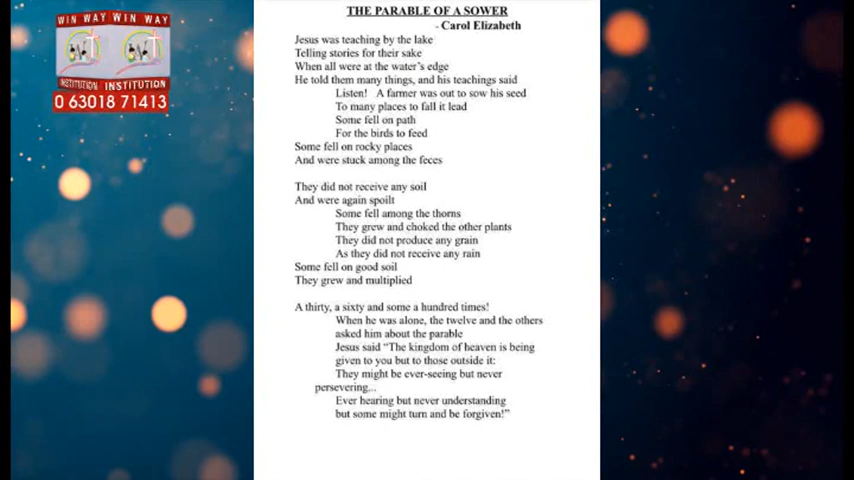 WIN WAY WIN WAY
INSTITUTION INSTITUTION
0 63018 71413
THE PARABLE OF A SOWER
- Carol Elizabeth
Jesus was teaching by the lake
Telling stories for their sake
When all were at the water's edge
He told them many things, and his teachings said
Listen! A farmer was out to sow his seed
To many places to fall it lead
Some fell on path
For the birds to feed
Some fell on rocky places
And were stuck among the feces
They did not receive any soil
And were again spoilt
Some fell among the thorns
They grew and choked the other plants
They did not produce any grain
As they did not receive any rain
Some fell on good soil
They grew and multiplied
A thirty, a sixty and some a hundred times!
When he was alone, the twelve and the others
asked him about the parable
Jesus said “The kingdom of heaven is being
given to you but to those outside it:
They might be ever-seeing but never
persevering...
Ever hearing but never understanding
but some might turn and be forgiven!”